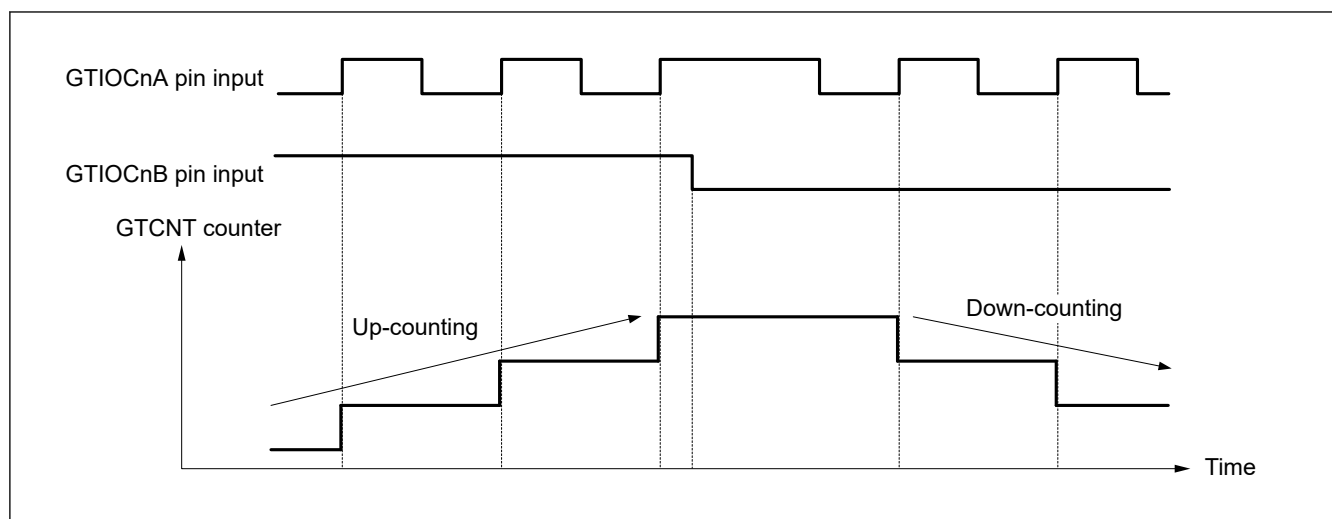 GTIOCnA pin input
GTIOCnB pin input
GTCNT counter
Up-counting
Down-counting
Time